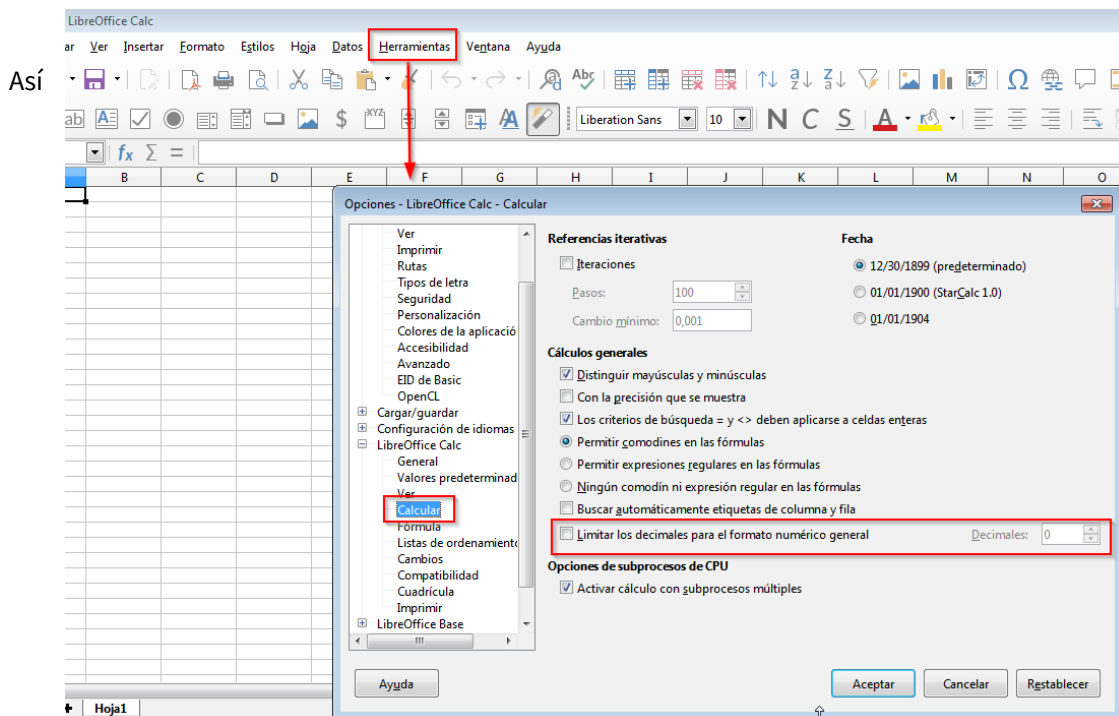 LibreOffice Calc
ar Ver Insertar Formato Estilos Hoja Datos Herramientas Ventana Ayuda
Así
Abc
ab A XYZ Liberation Sans 10 N C S A
fx Σ =
B C D E F G H I J K L M N O
Opciones - LibreOffice Calc - Calcular
Ver
Imprimir
Rutas
Tipos de letra
Seguridad
Personalización
Colores de la aplicació
Accesibilidad
Avanzado
EID de Basic
OpenCL
Cargar/guardar
Configuración de idiomas
LibreOffice Calc
General
Valores predeterminad
Ver
Calcular
Fórmula
Listas de ordenamiento
Cambios
Compatibilidad
Cuadrícula
Imprimir
LibreOffice Base
Referencias iterativas
Iteraciones
Pasos: 100
Cambio mínimo: 0,001
Fecha
12/30/1899 (predeterminado)
01/01/1900 (StarCalc 1.0)
01/01/1904
Cálculos generales
Distinguir mayúsculas y minúsculas
Con la precisión que se muestra
Los criterios de búsqueda = y <> deben aplicarse a celdas enteras
Permitir comodines en las fórmulas
Permitir expresiones regulares en las fórmulas
Ningún comodín ni expresión regular en las fórmulas
Buscar automáticamente etiquetas de columna y fila
Limitar los decimales para el formato numérico general Decimales: 0
Opciones de subprocesos de CPU
Activar cálculo con subprocesos múltiples
Ayuda Aceptar Cancelar Restablecer
Hoja1